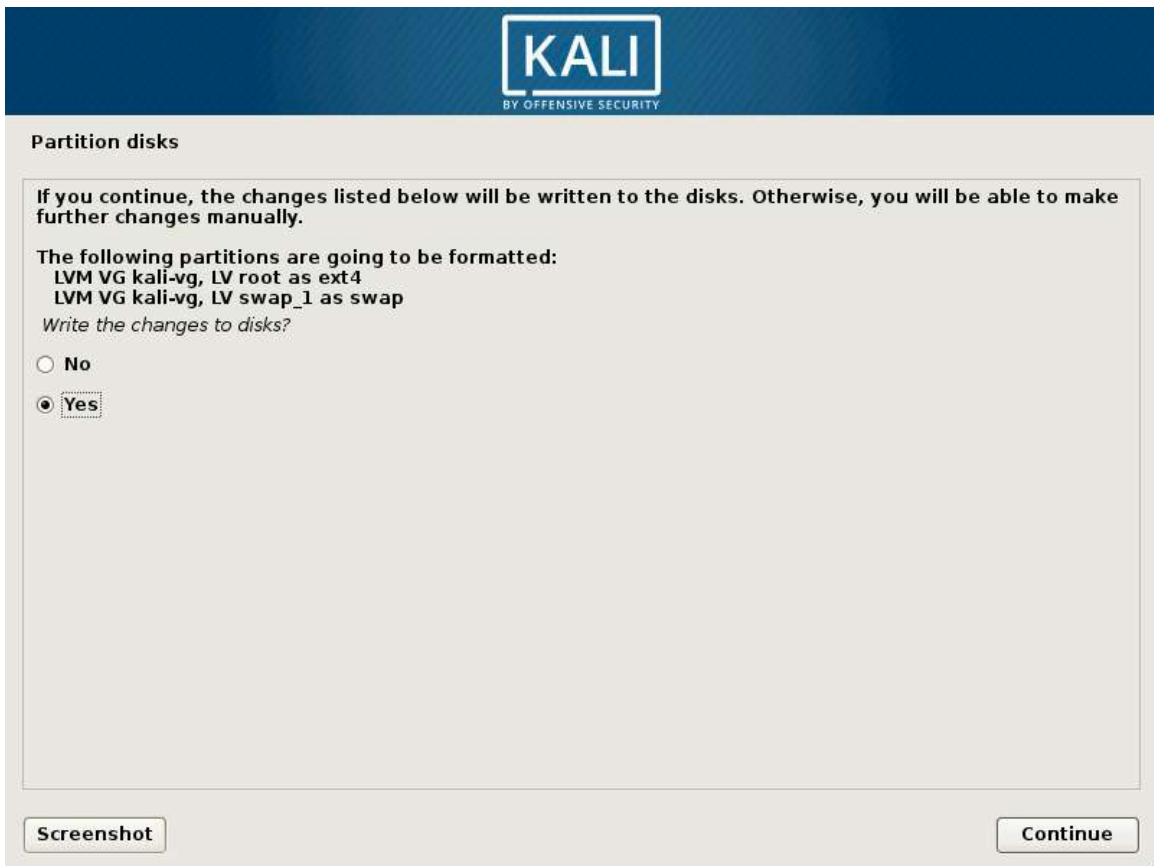 KALI
BY OFFENSIVE SECURITY
Partition disks
If you continue, the changes listed below will be written to the disks. Otherwise, you will be able to make
further changes manually.
The following partitions are going to be formatted:
LVM VG kali-vg, LV root as ext4
LVM VG kali-vg, LV swap_1 as swap
Write the changes to disks?
No
Yes
Screenshot
Continue